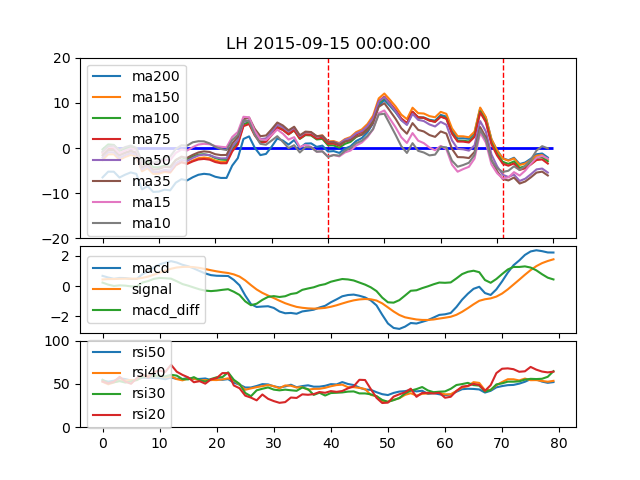 LH 2015-09-15 00:00:00
20
10
0
−10
−20
ma200
ma150
ma100
ma75
ma50
ma35
ma15
ma10
2
0
−2
macd
signal
macd_diff
100
50
0
rsi50
rsi40
rsi30
rsi20
0 10 20 30 40 50 60 70 80